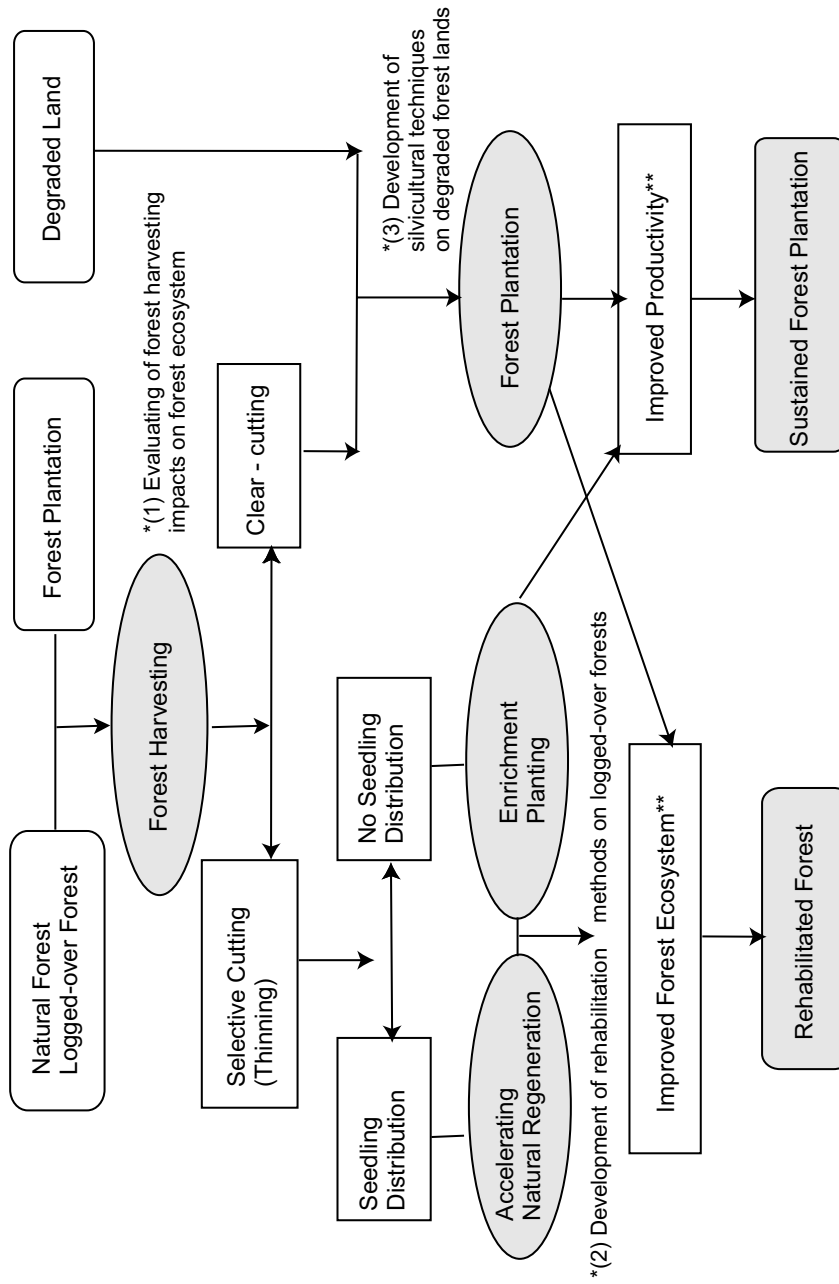 Natural Forest
Logged-over Forest
Forest Plantation
Degraded Land
Forest Harvesting
*(1) Evaluating of forest harvesting
impacts on forest ecosystem
Selective Cutting
(Thinning)
Clear - cutting
Seedling
Distribution
No Seedling
Distribution
*(3) Development of
silvicultural techniques
on degraded forest lands
Accelerating
Natural Regeneration
Enrichment
Planting
Forest Plantation
*(2) Development of rehabilitation methods on logged-over forests
Improved Forest Ecosystem**
Improved Productivity**
Rehabilitated Forest
Sustained Forest Plantation